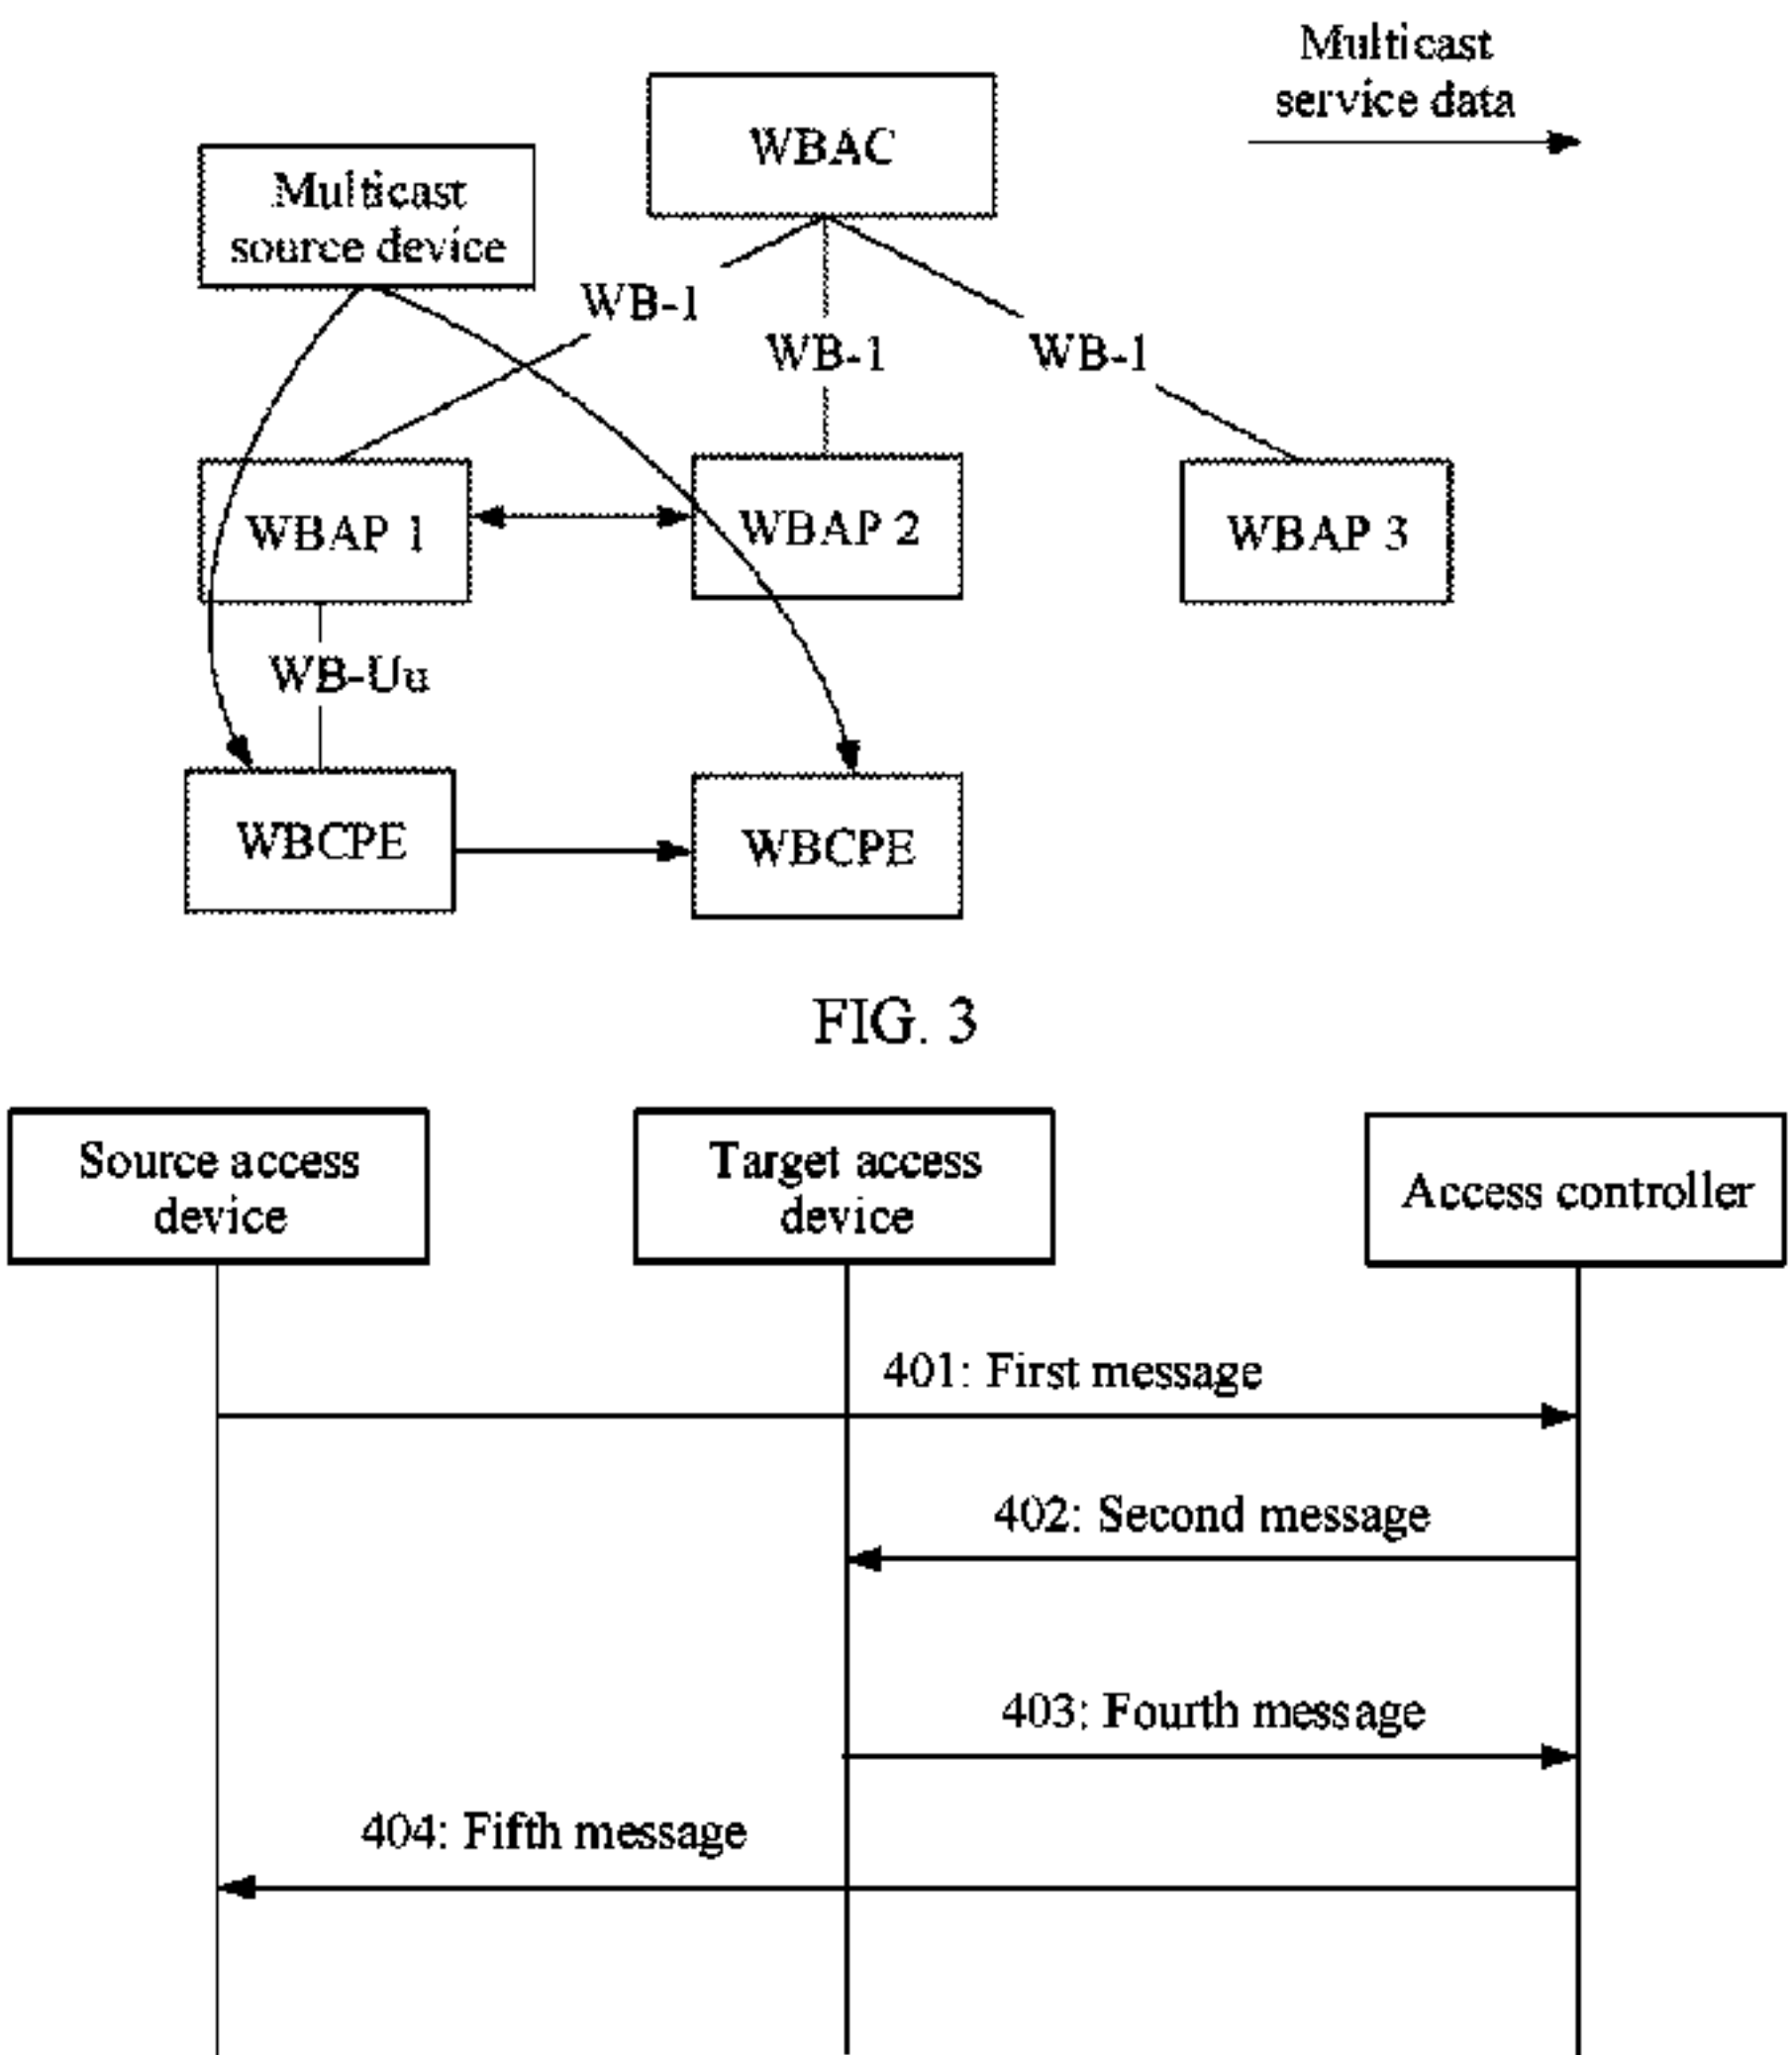 Multicast
service data
WBAC
Multicast
source device
WB-1
WB-1
WB-1
WBAP 1
WBAP 2
WBAP 3
WB-Uu
WBCPE
WBCPE
FIG. 3
Source access
device
Target access
device
Access controller
401: First message
402: Second message
403: Fourth message
404: Fifth message